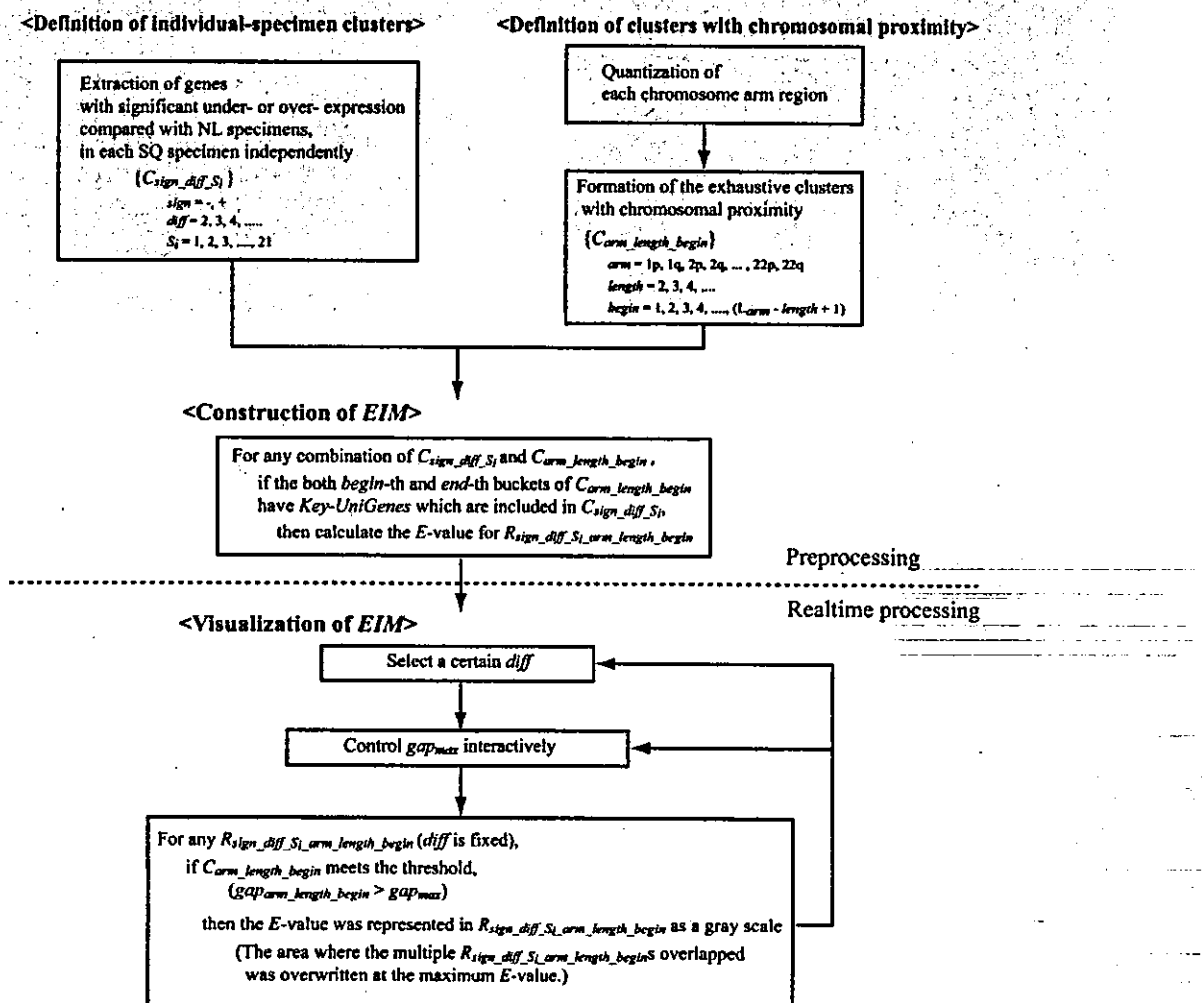 <Definition of individual-specimen clusters>
Extraction of genes
with significant under- or over- expression
compared with NL specimens,
in each SQ specimen independently
{C_sign_diff_Si}
sign = -, +
diff = 2, 3, 4, .....
Si = 1, 2, 3, ...., 21
<Definition of clusters with chromosomal proximity>
Quantization of
each chromosome arm region
Formation of the exhaustive clusters
with chromosomal proximity
{C_arm_length_begin}
arm = 1p, 1q, 2p, 2q, ... , 22p, 22q
length = 2, 3, 4, ....
begin = 1, 2, 3, 4, ...., (L_arm - length + 1)
<Construction of EIM>
For any combination of C_sign_diff_Si and C_arm_length_begin ,
if the both begin-th and end-th buckets of C_arm_length_begin
have Key-UniGenes which are included in C_sign_diff_Si,
then calculate the E-value for R_sign_diff_Si_arm_length_begin
Preprocessing
Realtime processing
<Visualization of EIM>
Select a certain diff
Control gap_max interactively
For any R_sign_diff_Si_arm_length_begin (diff is fixed),
if C_arm_length_begin meets the threshold,
(gap_arm_length_begin > gap_max)
then the E-value was represented in R_sign_diff_Si_arm_length_begin as a gray scale
(The area where the multiple R_sign_diff_Si_arm_length_begins overlapped
was overwritten at the maximum E-value.)